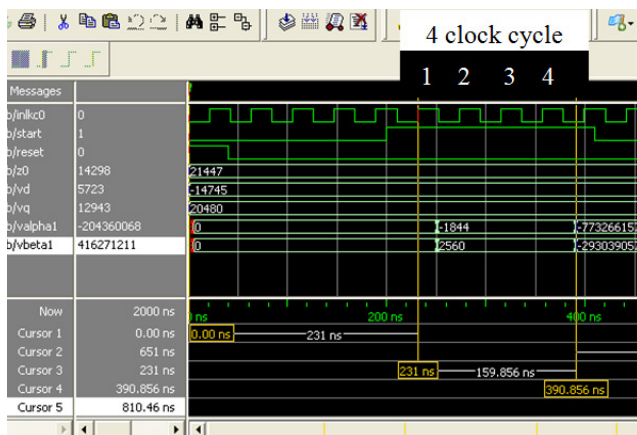 4 clock cycle
1 2 3 4
Messages
b/inlkc0 0
b/start 1
b/reset 0
b/z0 14298 21447
b/vd 5723 -14745
b/vq 12943 20480
b/valpha1 -204360068 0 -1844 -77326615
b/vbeta1 416271211 0 2560 -29303905
Now 2000 ns ns 200 ns 400 ns
Cursor 1 0.00 ns 0.00 ns 231 ns
Cursor 2 651 ns
Cursor 3 231 ns 231 ns 159.856 ns
Cursor 4 390.856 ns 390.856 ns
Cursor 5 810.46 ns